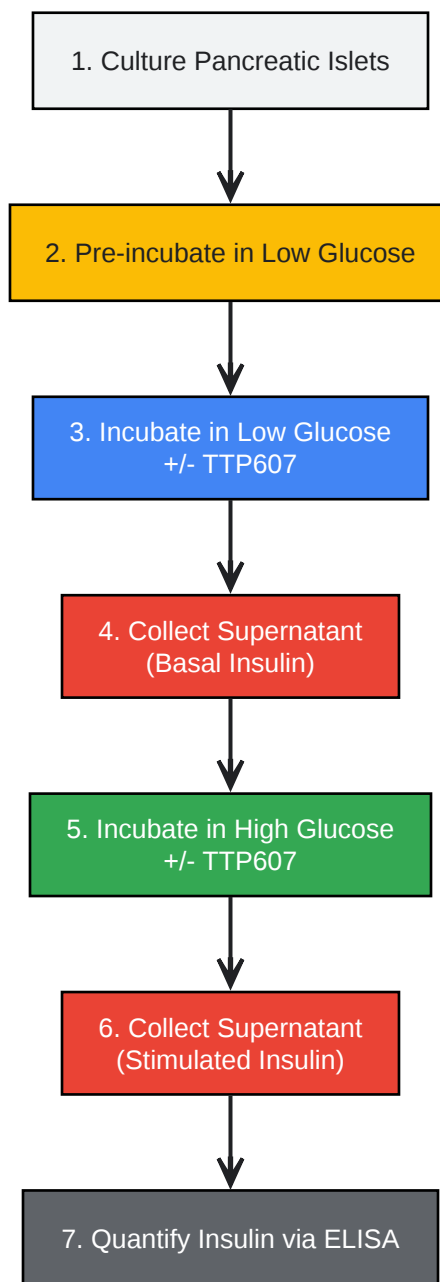 1. Culture Pancreatic Islets
2. Pre-incubate in Low Glucose
3. Incubate in Low Glucose
+/- TTP607
4. Collect Supernatant
(Basal Insulin)
5. Incubate in High Glucose
+/- TTP607
6. Collect Supernatant
(Stimulated Insulin)
7. Quantify Insulin via ELISA